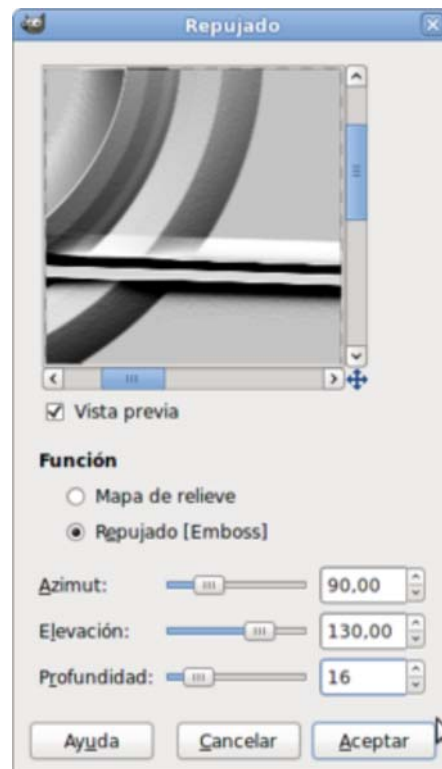 Repujado
Vista previa
Función
Mapa de relieve
Repujado [Emboss]
Azimut: 90,00
Elevación: 130,00
Profundidad: 16
Ayuda Cancelar Aceptar